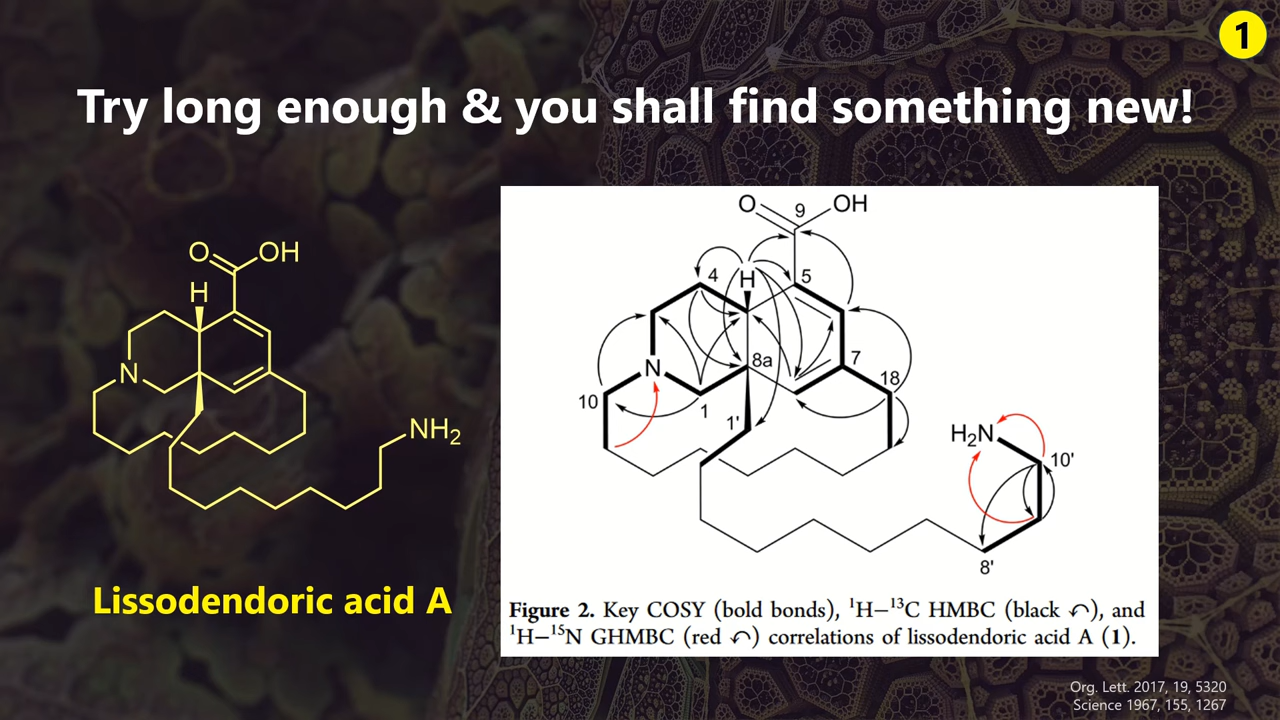 1
Try long enough & you shall find something new!
O
OH
H
N
NH₂
Lissodendoric acid A
O
9
OH
4
H
5
N
8a
7
18
10
1
1'
H₂N
10'
8'
Figure 2. Key COSY (bold bonds), ¹H−¹³C HMBC (black ↶), and
¹H−¹⁵N GHMBC (red ↶) correlations of lissodendoric acid A (1).
Org. Lett. 2017, 19, 5320
Science 1967, 155, 1267